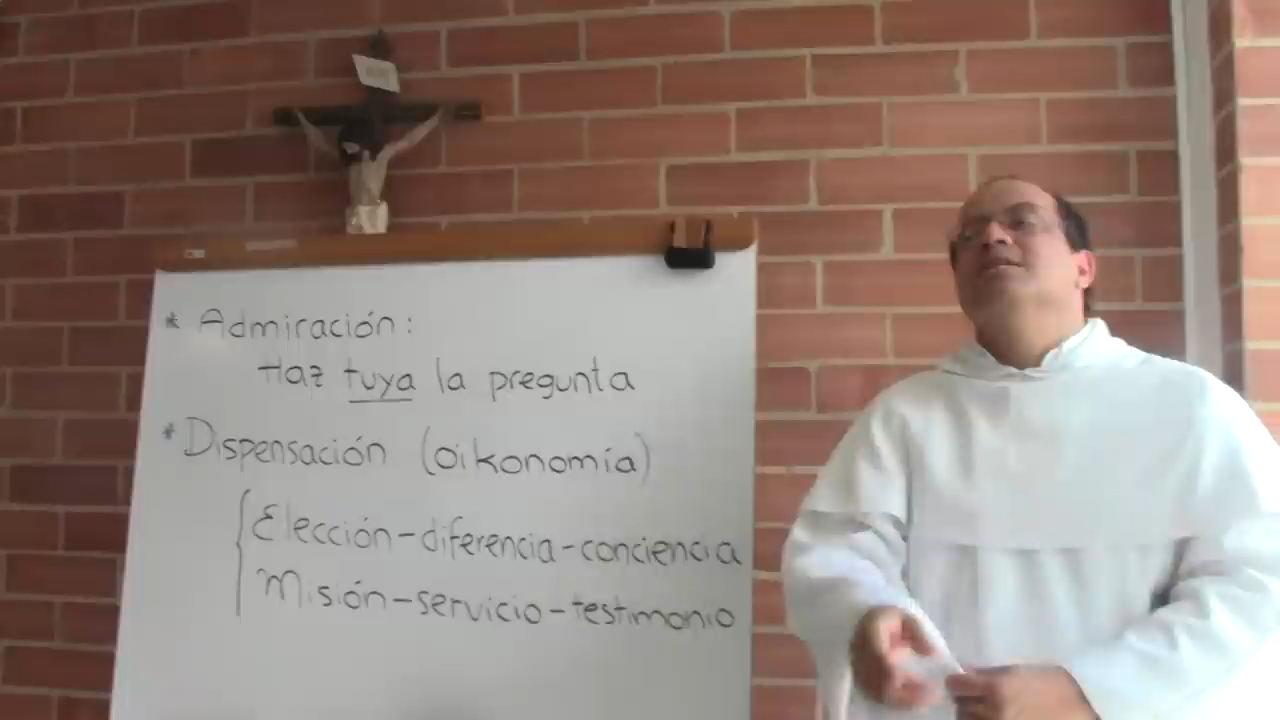 * Admiración:
Haz tuya la pregunta
* Dispensación (oikonomía)
Elección-diferencia-conciencia
Misión-servicio-testimonio